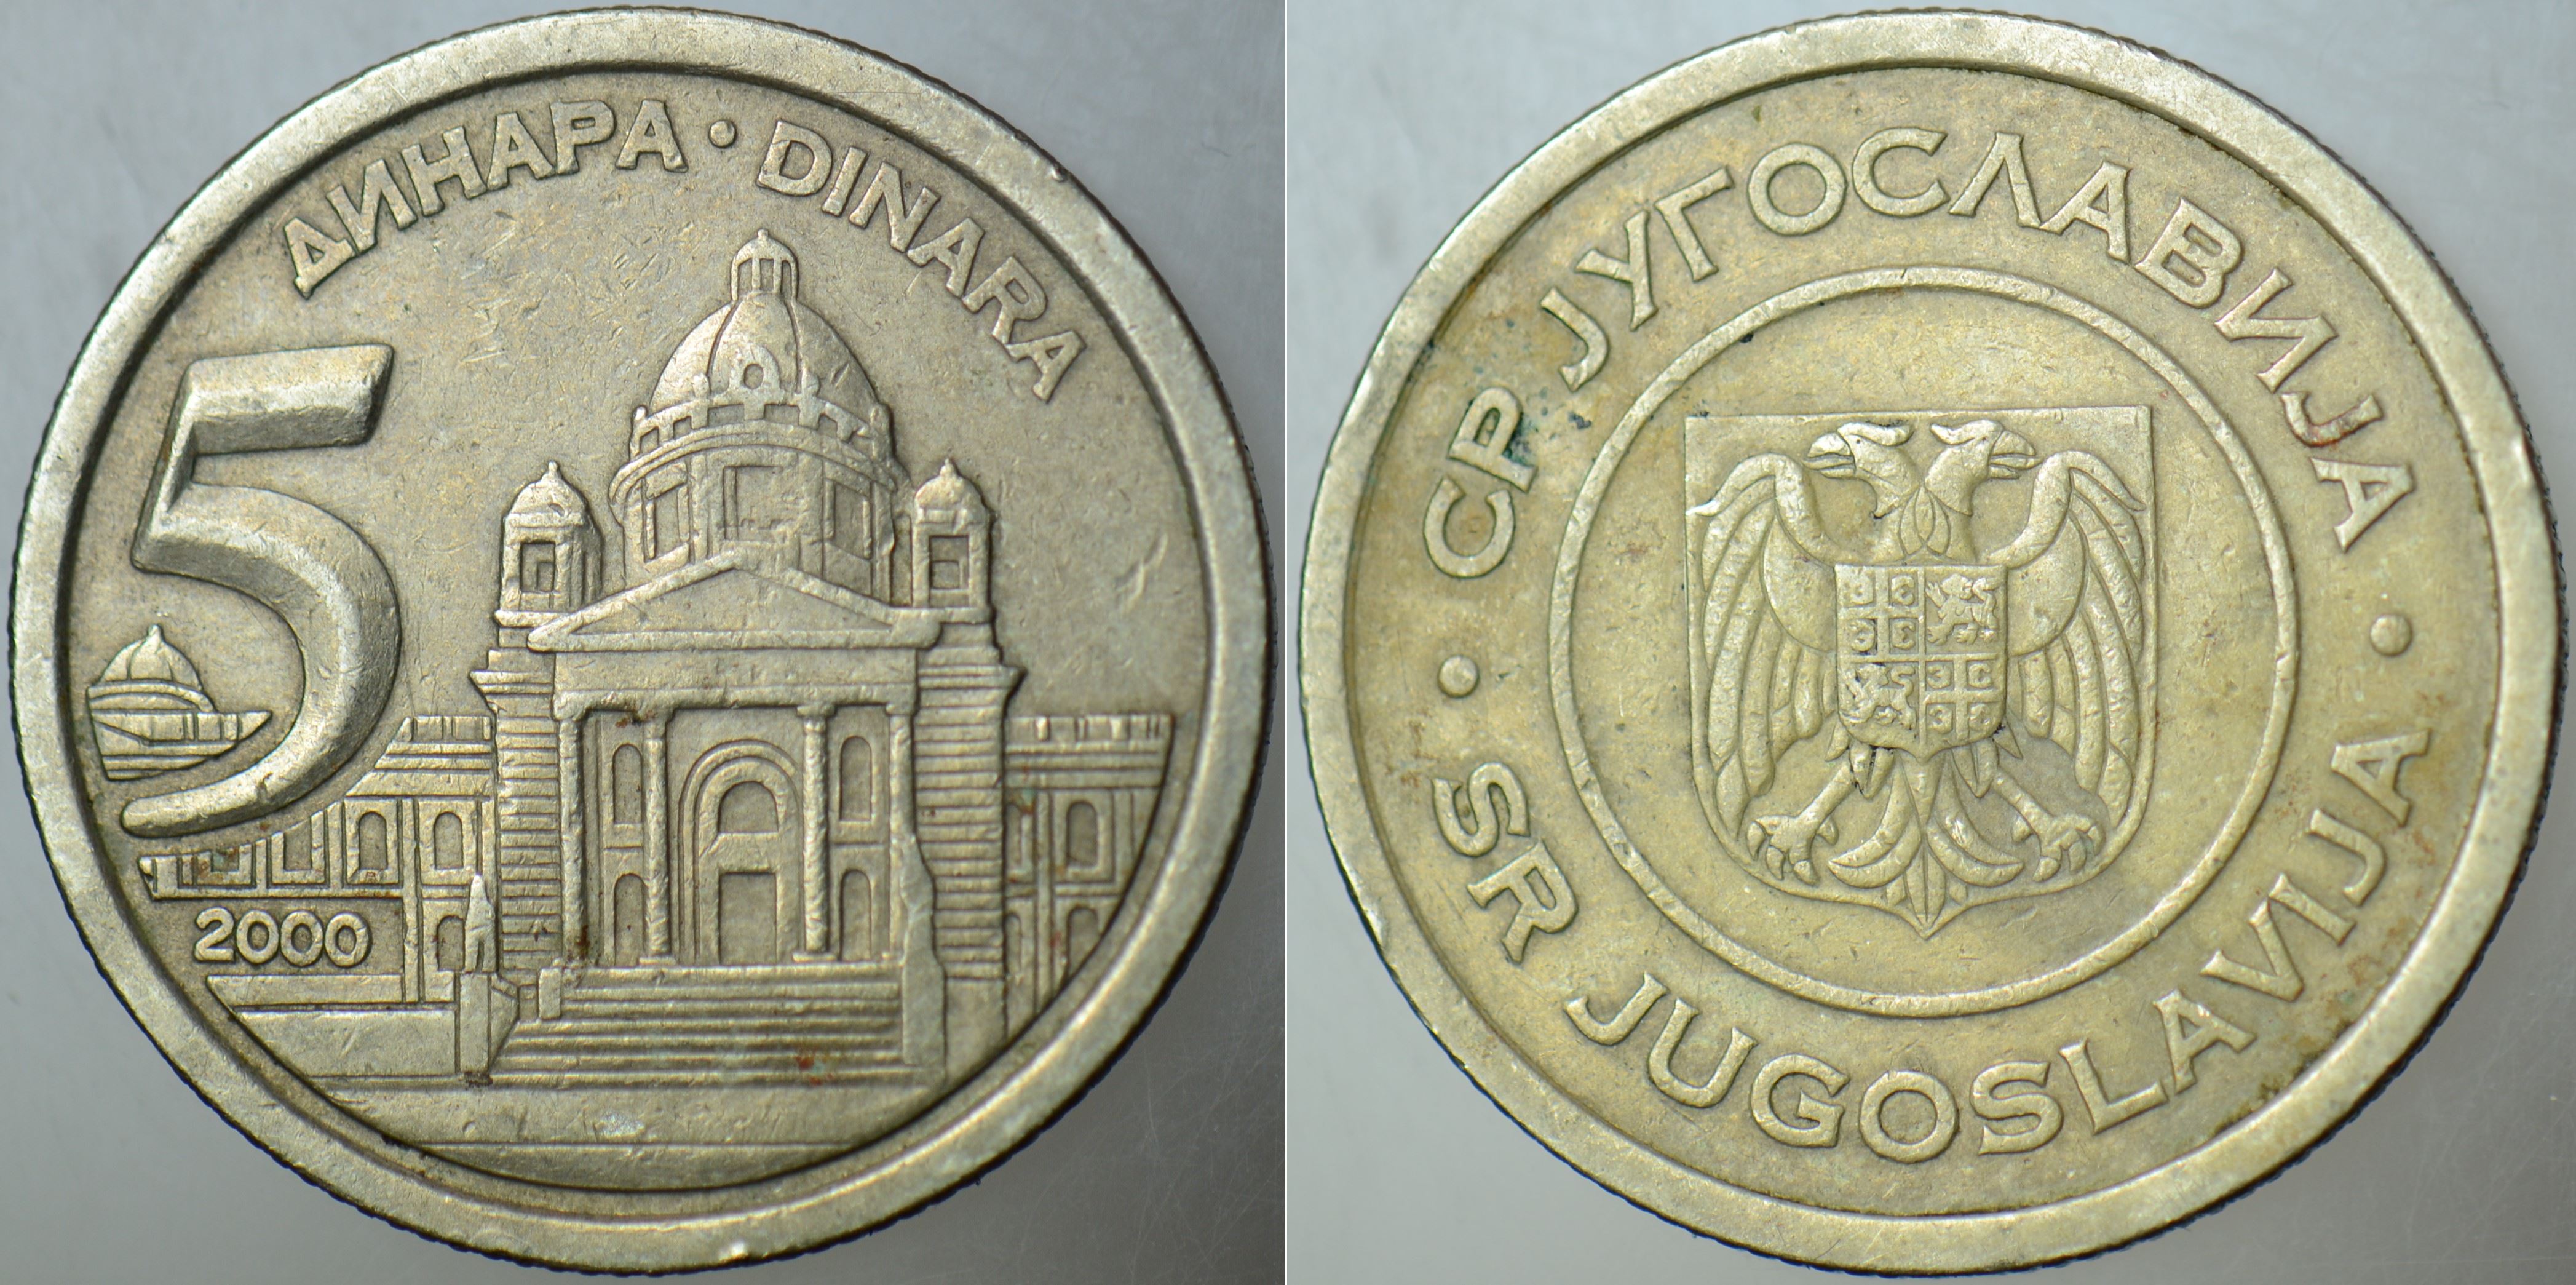 ДИНАРА · DINARA
5
2000
· СР ЈУГОСЛАВИЈА ·
SR JUGOSLAVIJA